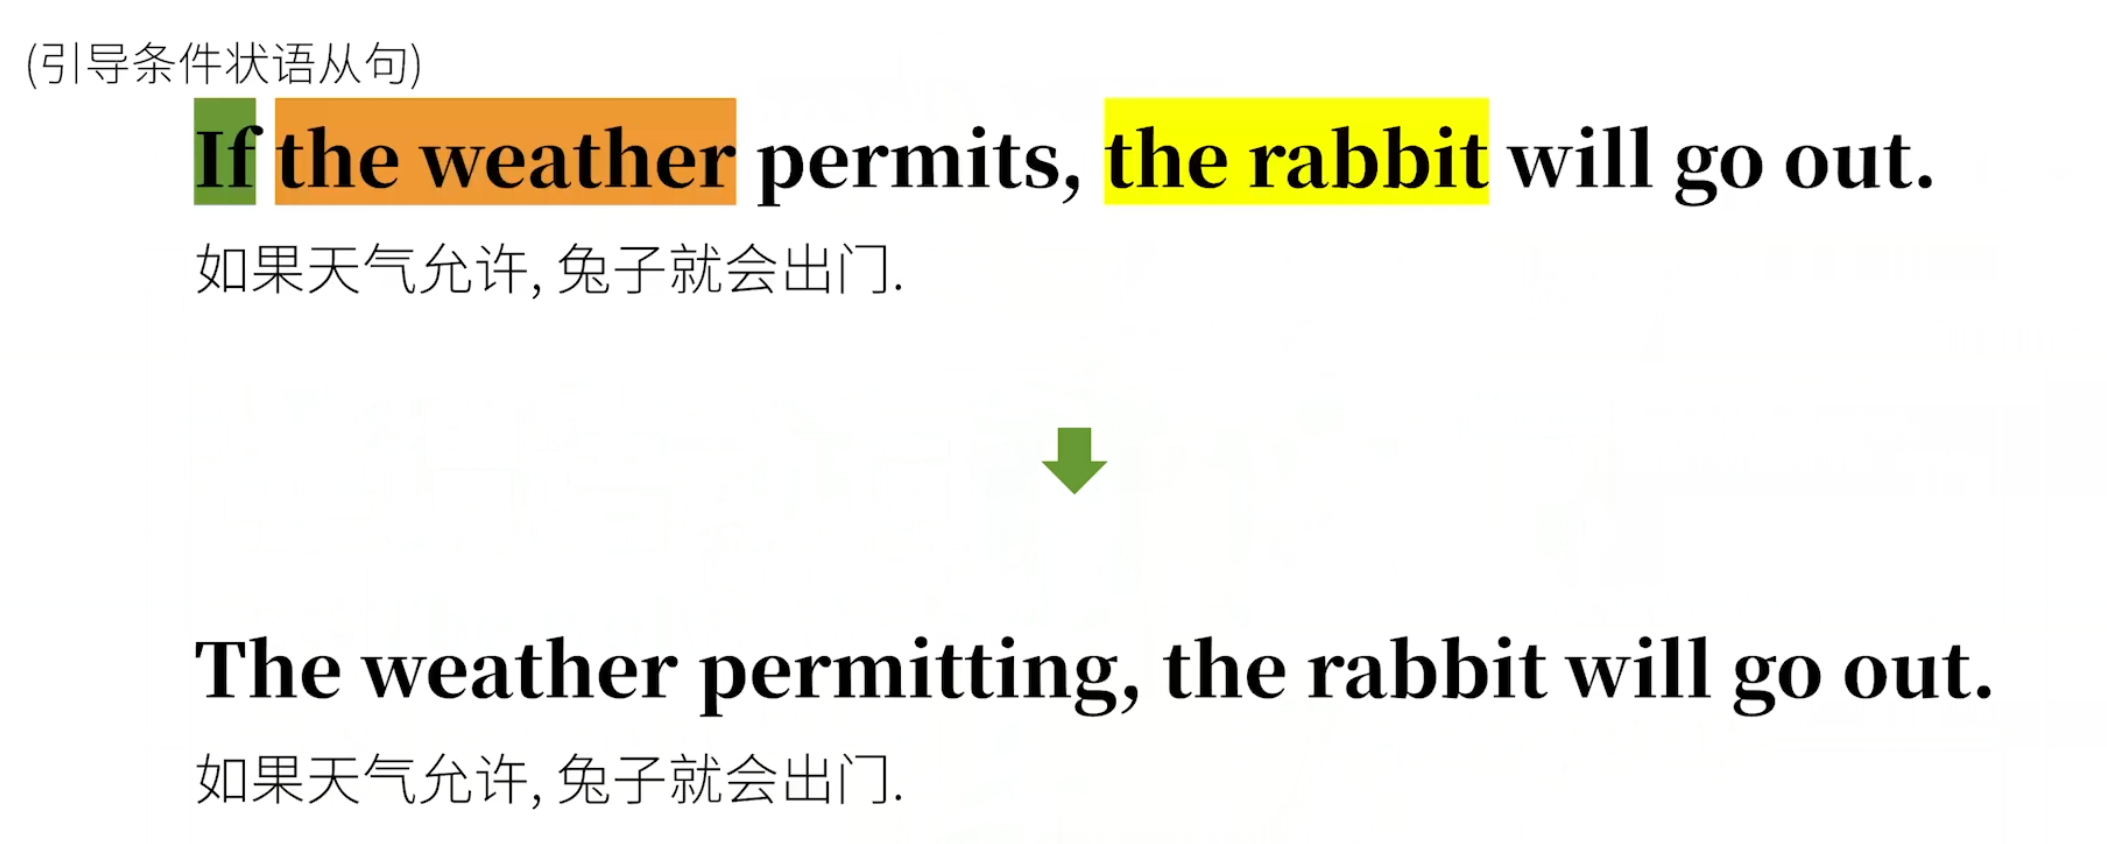 (引导条件状语从句)
If the weather permits, the rabbit will go out.
如果天气允许, 兔子就会出门.
The weather permitting, the rabbit will go out.
如果天气允许, 兔子就会出门.